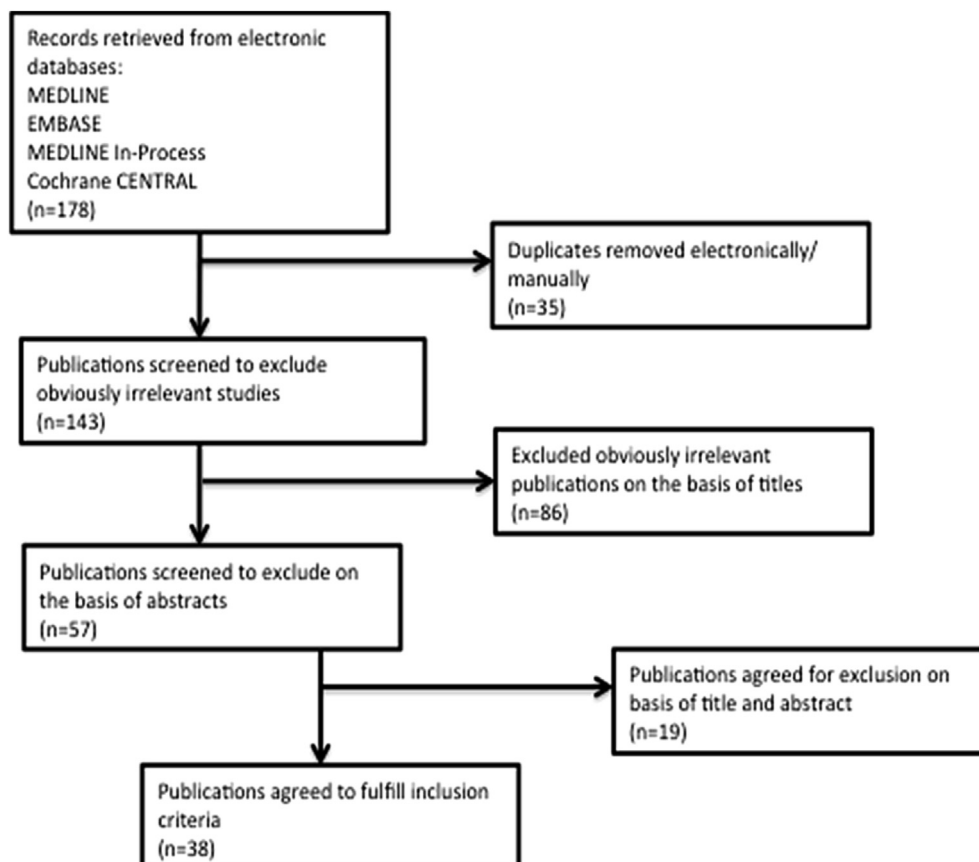 Records retrieved from electronic
databases:
MEDLINE
EMBASE
MEDLINE In-Process
Cochrane CENTRAL
(n=178)
Duplicates removed electronically/
manually
(n=35)
Publications screened to exclude
obviously irrelevant studies
(n=143)
Excluded obviously irrelevant
publications on the basis of titles
(n=86)
Publications screened to exclude on
the basis of abstracts
(n=57)
Publications agreed for exclusion on
basis of title and abstract
(n=19)
Publications agreed to fulfill inclusion
criteria
(n=38)